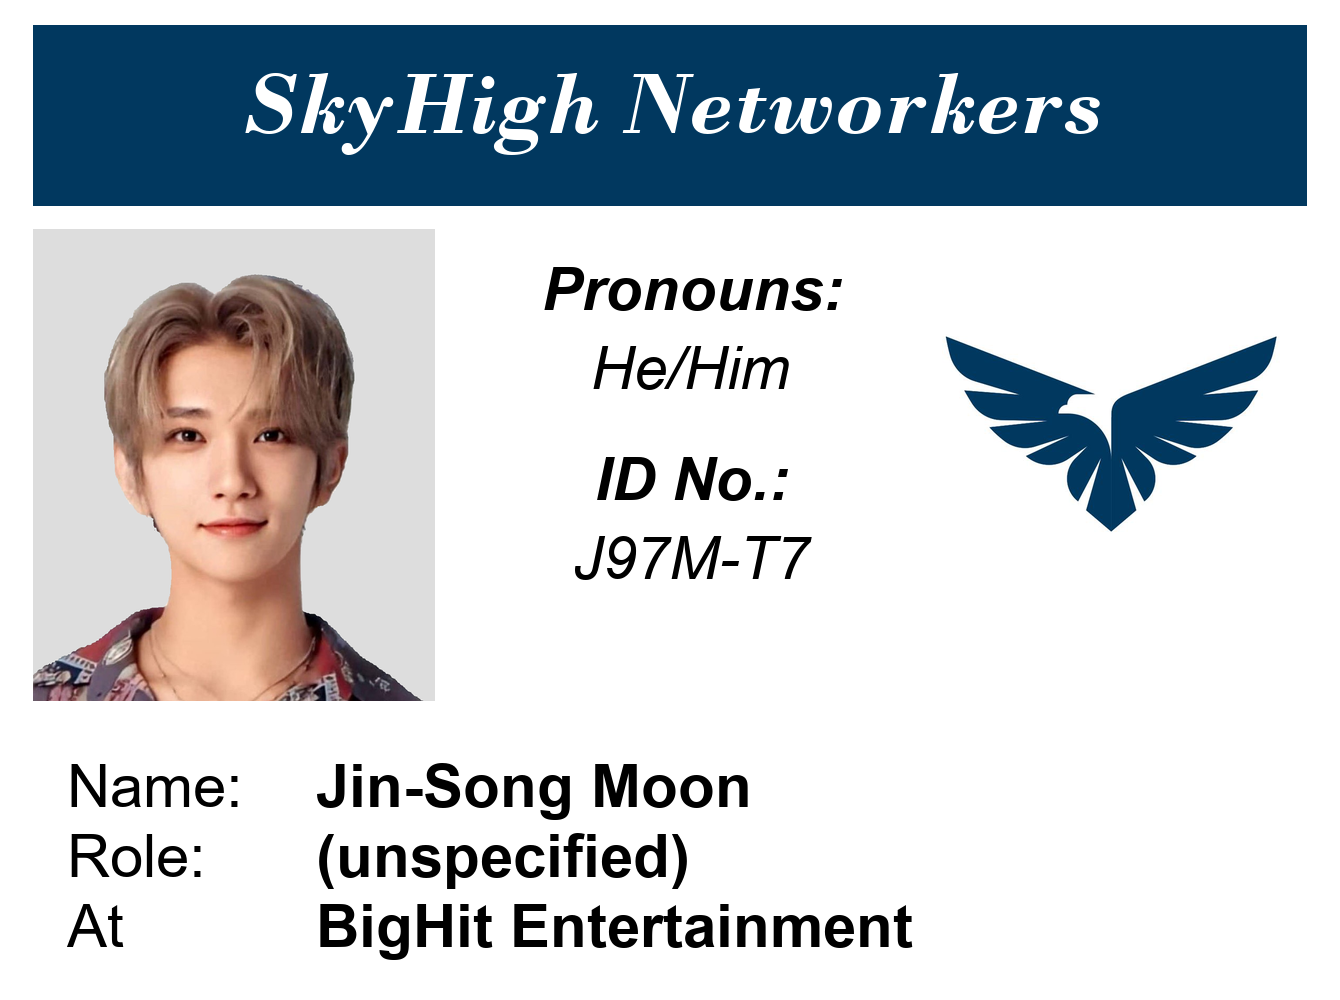 SkyHigh Networkers
Pronouns:
He/Him
ID No.:
J97M-T7
Name: Jin-Song Moon
Role: (unspecified)
At BigHit Entertainment